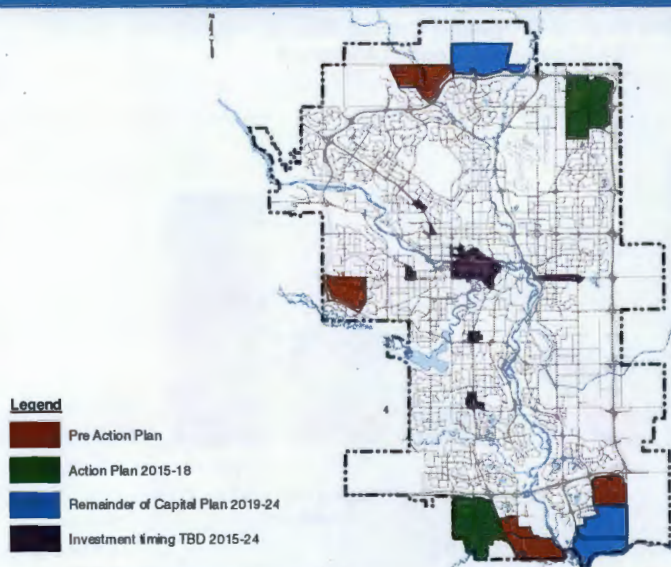 Legend
Pre Action Plan
Action Plan 2015-18
Remainder of Capital Plan 2019-24
Investment timing TBD 2015-24